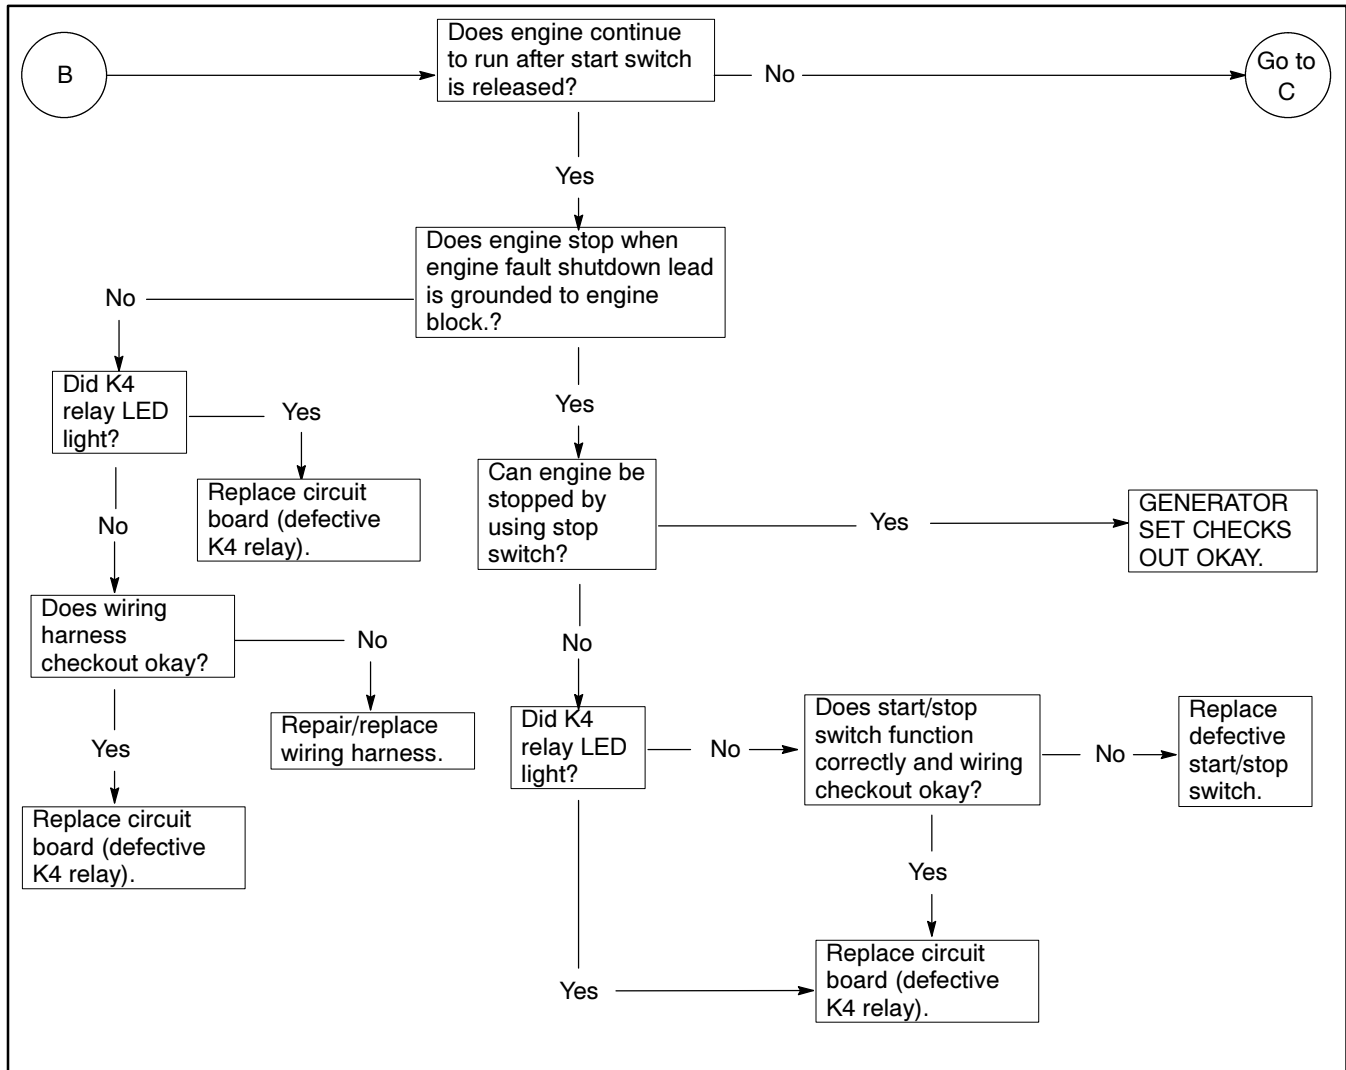 B
Does engine continue
to run after start switch
is released?
No
Go to
C
Yes
Does engine stop when
engine fault shutdown lead
is grounded to engine
block.?
No
Did K4
relay LED
light?
Yes
Replace circuit
board (defective
K4 relay).
No
Does wiring
harness
checkout okay?
No
Repair/replace
wiring harness.
Yes
Replace circuit
board (defective
K4 relay).
Yes
Can engine be
stopped by
using stop
switch?
Yes
GENERATOR
SET CHECKS
OUT OKAY.
No
Did K4
relay LED
light?
No
Does start/stop
switch function
correctly and wiring
checkout okay?
No
Replace
defective
start/stop
switch.
Yes
Yes
Replace circuit
board (defective
K4 relay).